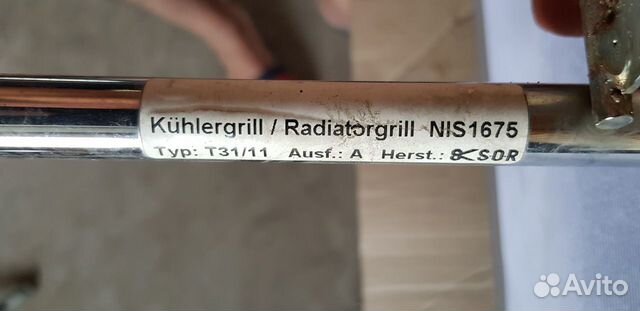 Kühlergrill / Radiatorgrill NIS1675
Typ: T31/11 Ausf.: A Herst.: SOR
Avito